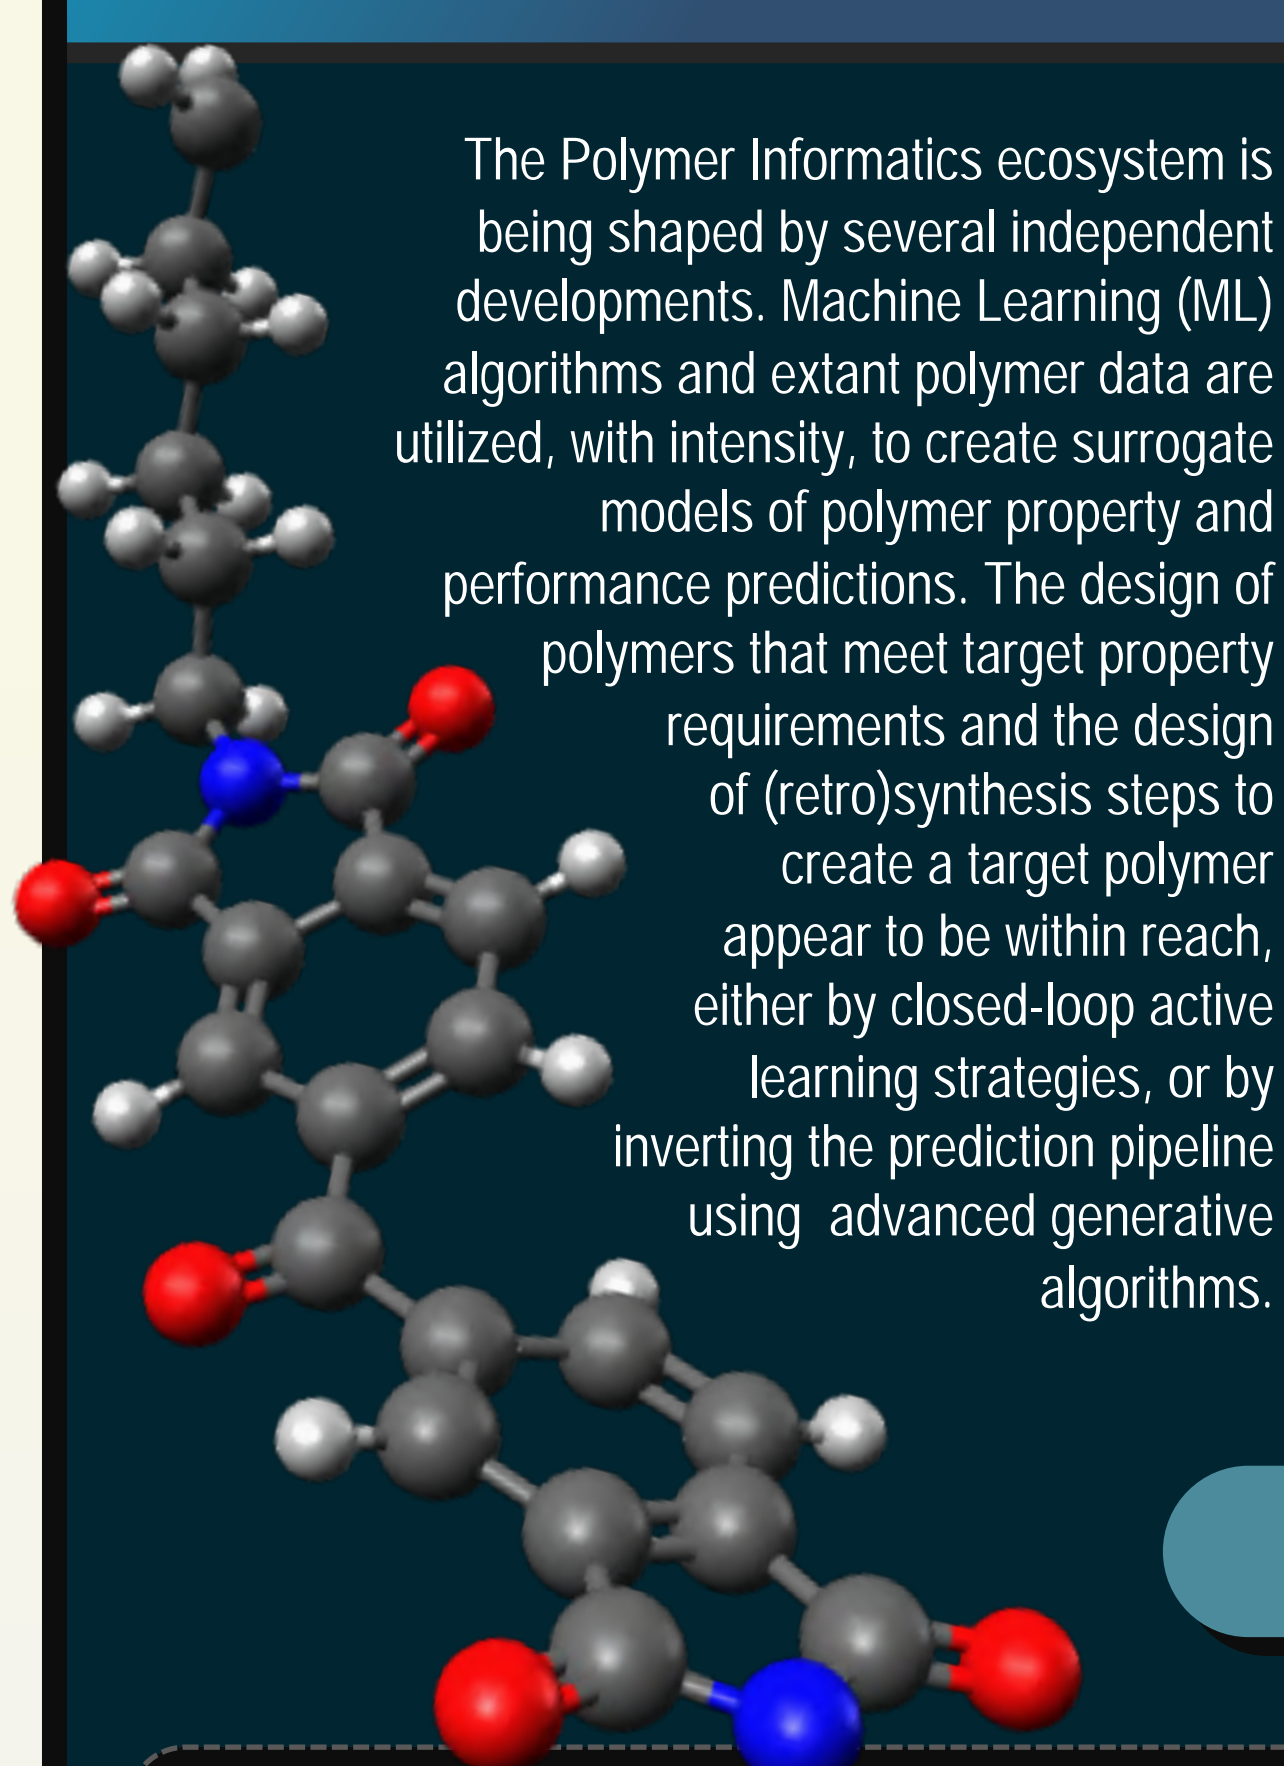 The Polymer Informatics ecosystem is
being shaped by several independent
developments. Machine Learning (ML)
algorithms and extant polymer data are
utilized, with intensity, to create surrogate
models of polymer property and
performance predictions. The design of
polymers that meet target property
requirements and the design
of (retro)synthesis steps to
create a target polymer
appear to be within reach,
either by closed-loop active
learning strategies, or by
inverting the prediction pipeline
using  advanced generative
algorithms.